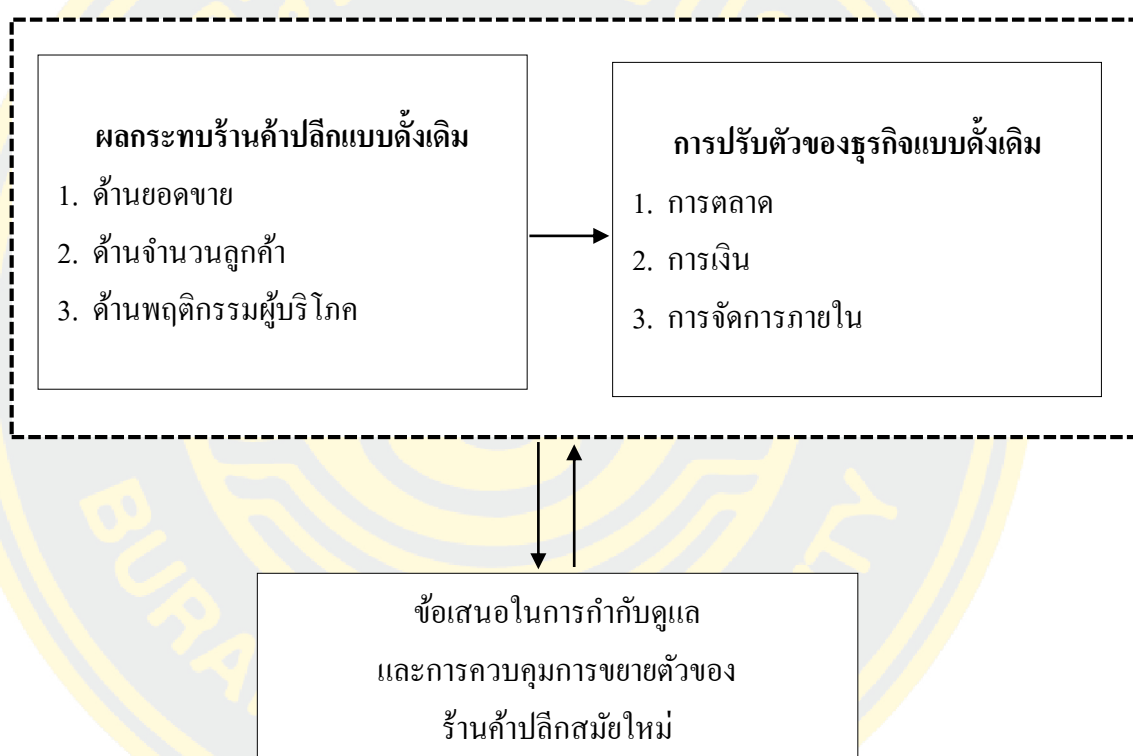 ผลกระทบร้านค้าปลีกแบบดั้งเดิม
1. ด้านยอดขาย
2. ด้านจำนวนลูกค้า
3. ด้านพฤติกรรมผู้บริโภค
การปรับตัวของธุรกิจแบบดั้งเดิม
1. การตลาด
2. การเงิน
3. การจัดการภายใน
ข้อเสนอในการกำกับดูแล
และการควบคุมการขยายตัวของ
ร้านค้าปลีกสมัยใหม่